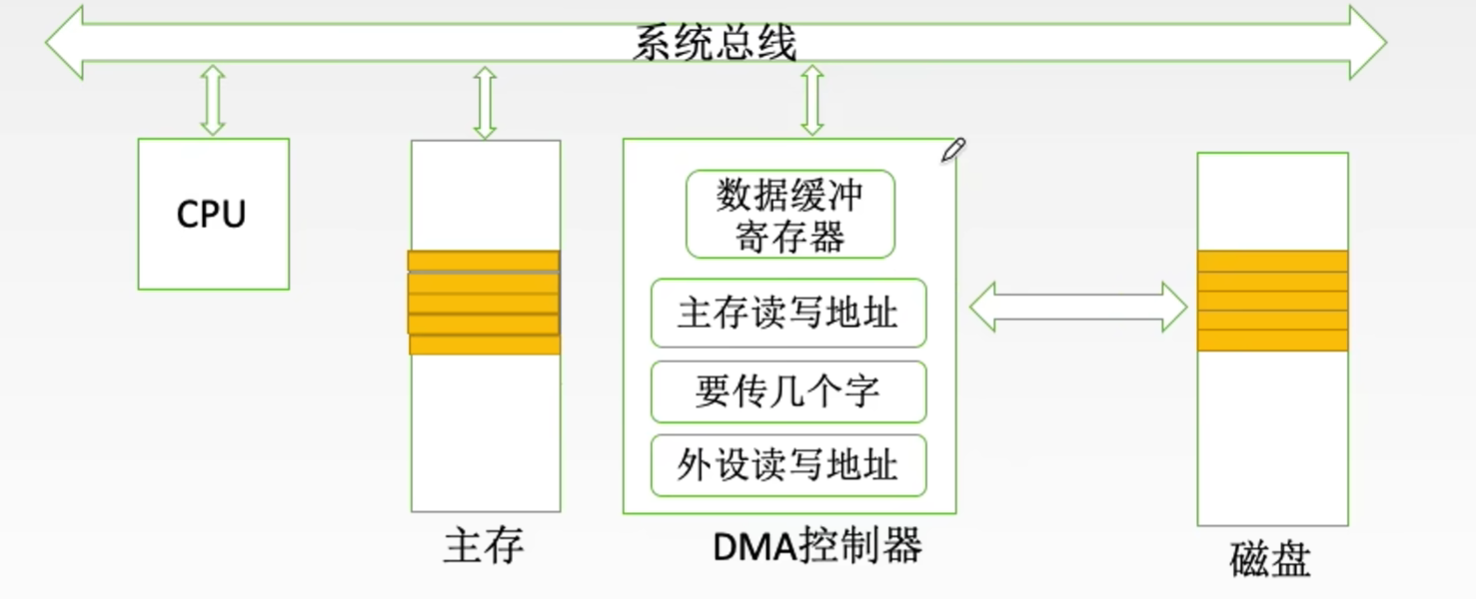 系统总线
CPU
数据缓冲
寄存器
主存读写地址
要传几个字
外设读写地址
主存
DMA控制器
磁盘